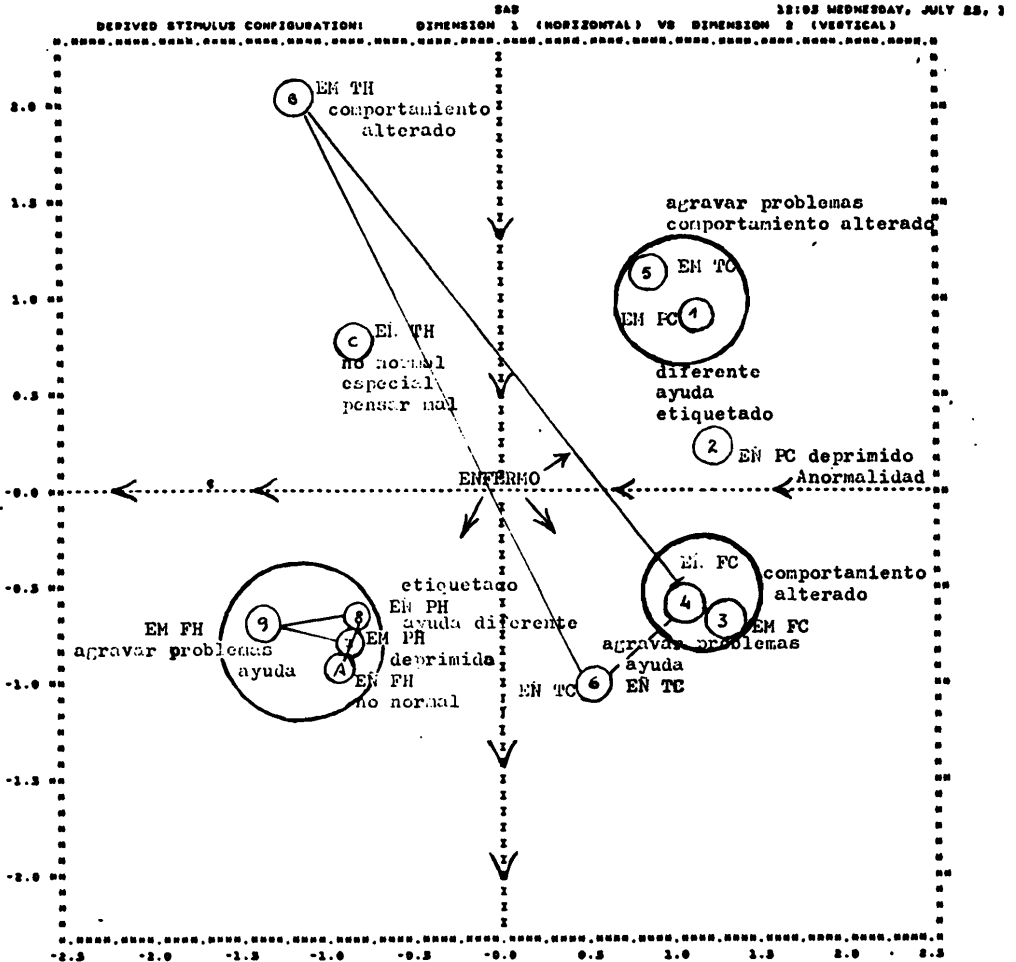 SAS
12:03 WEDNESDAY, JULY
DERIVED STIMULUS CONFIGURATION: DIMENSION 1 (HORIZONTAL) VS DIMENSION 2 (VERTICAL)
2.0
B EM TH
comportamiento
alterado
1.5
agravar problemas
comportamiento alterado
5 EM TC
1.0
EM PC 1
C TH
no normal
especial
pensar mal
diferente
ayuda
etiquetado
0.5
2 EÑ PC deprimido
Anormalidad
ENFERMO
-0.0
FC
comportamiento
alterado
-0.5
4
3
EM FC
etiquetado
EÑ PH
ayuda diferente
EM FH
9
8
7
EM PH
agravar problemas
deprimida
ayuda
A
EÑ FH
no normal
agravar problemas
ayuda
EÑ TC 6 EÑ TC
-1.0
-1.5
-2.0
-2.5 -2.0 -1.5 -1.0 -0.5 0.0 0.5 1.0 1.5 2.0 2.5